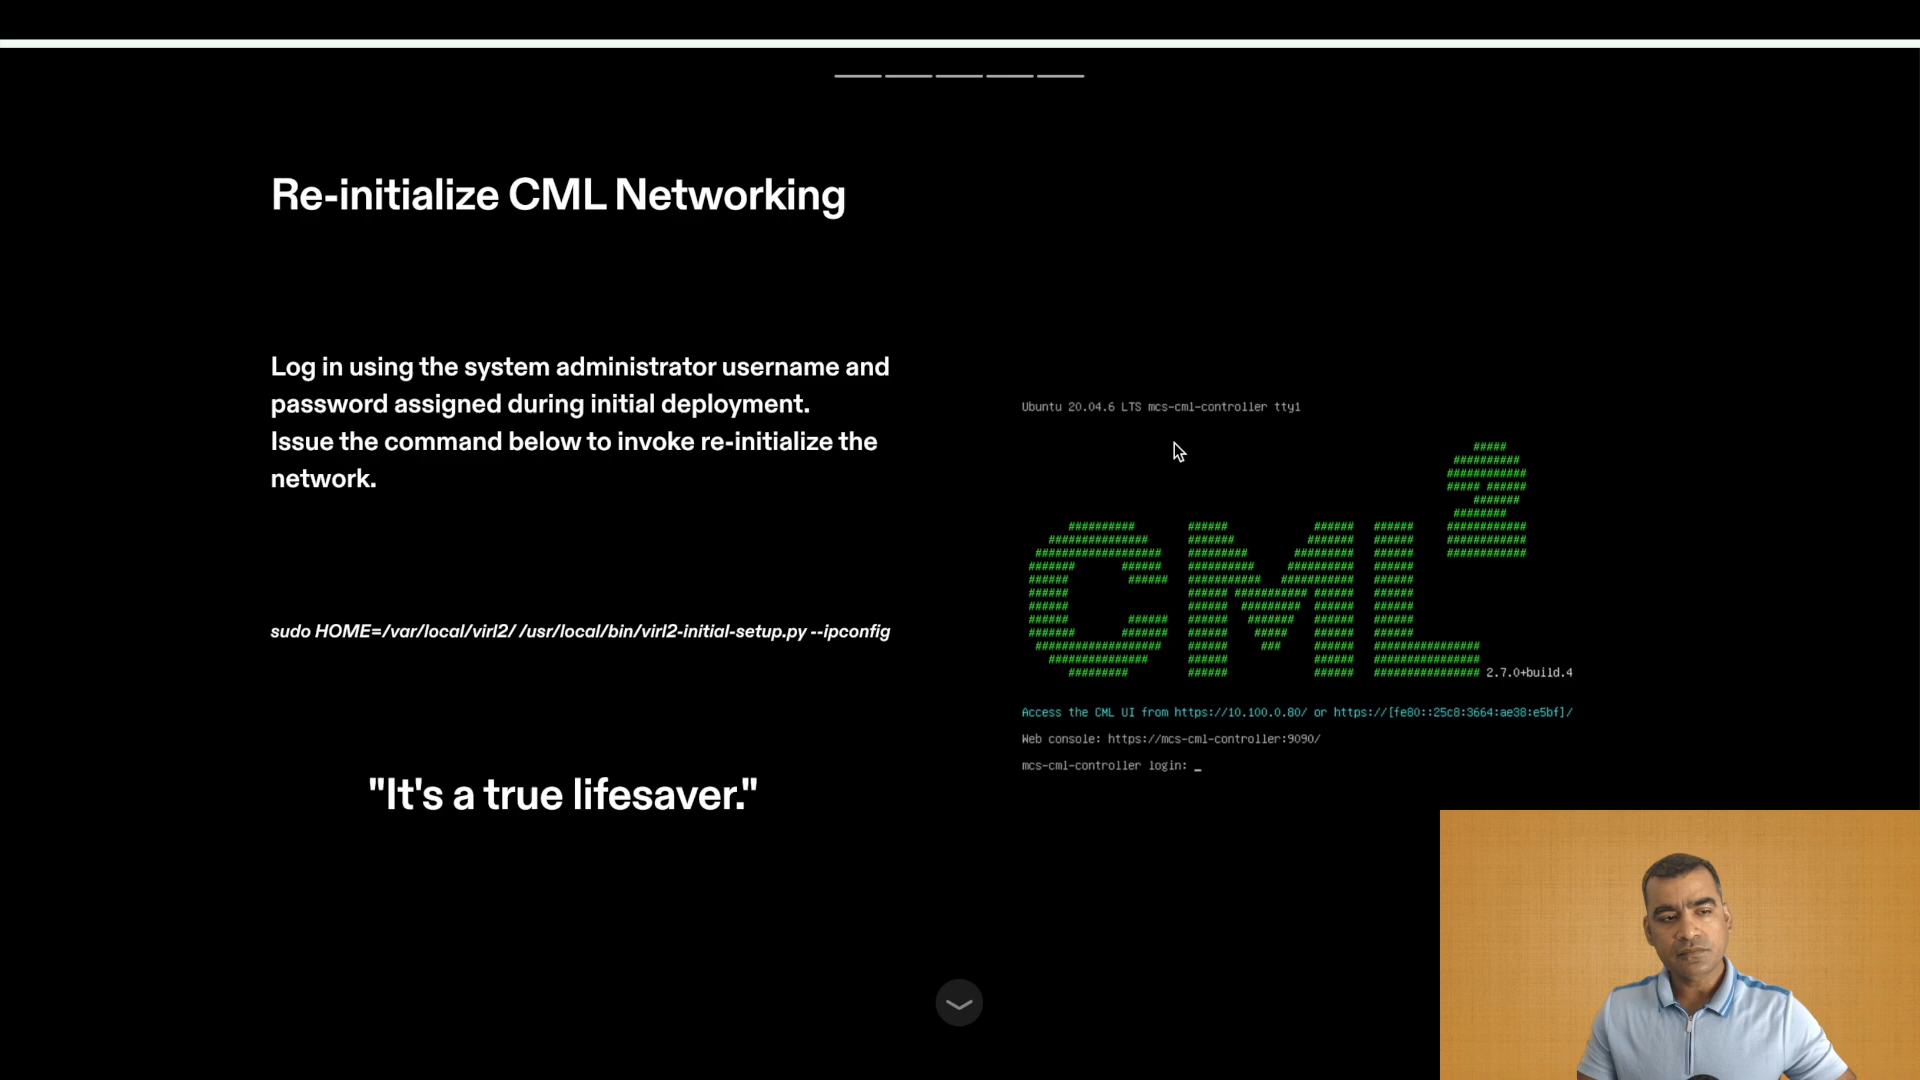 Re-initialize CML Networking
Log in using the system administrator username and
password assigned during initial deployment.
Issue the command below to invoke re-initialize the
network.
sudo HOME=/var/local/virl2/ /usr/local/bin/virl2-initial-setup.py --ipconfig
"It's a true lifesaver."
Ubuntu 20.04.6 LTS mcs-cml-controller tty1
CML2
2.7.0+build.4
Access the CML UI from https://10.100.0.80/ or https://[fe80::25c8:3664:ae38:e5bf]/
Web console: https://mcs-cml-controller:9090/
mcs-cml-controller login: _